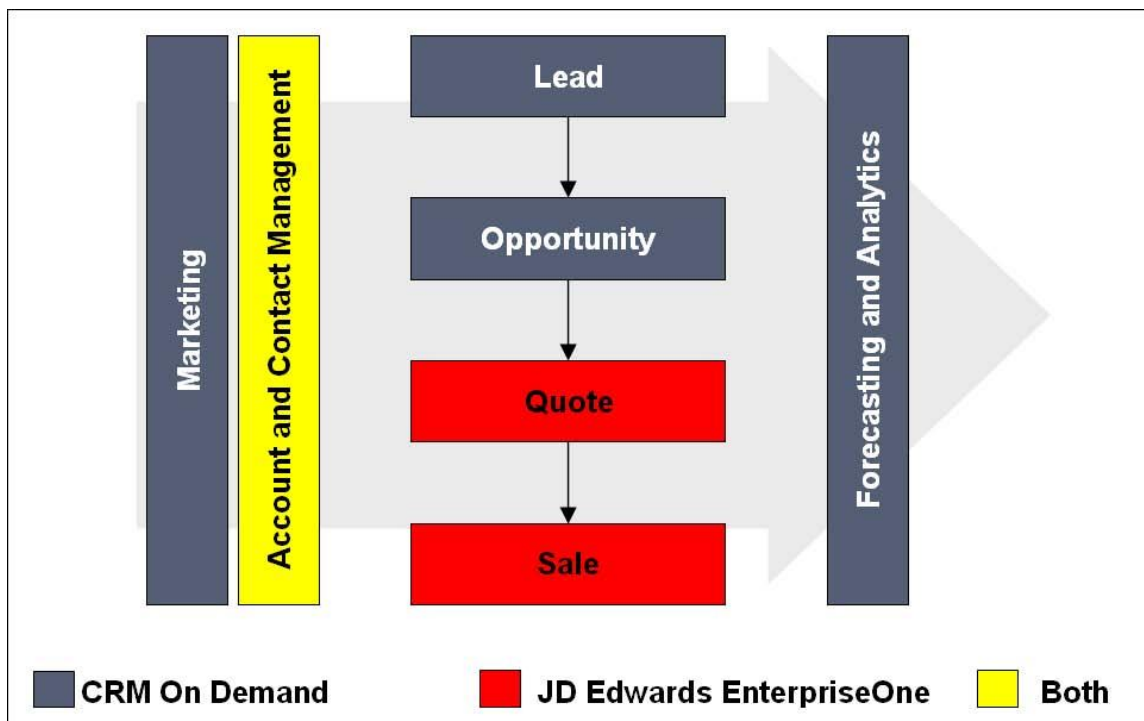 Marketing
Account and Contact Management
Lead
Opportunity
Quote
Sale
Forecasting and Analytics
CRM On Demand
JD Edwards EnterpriseOne
Both